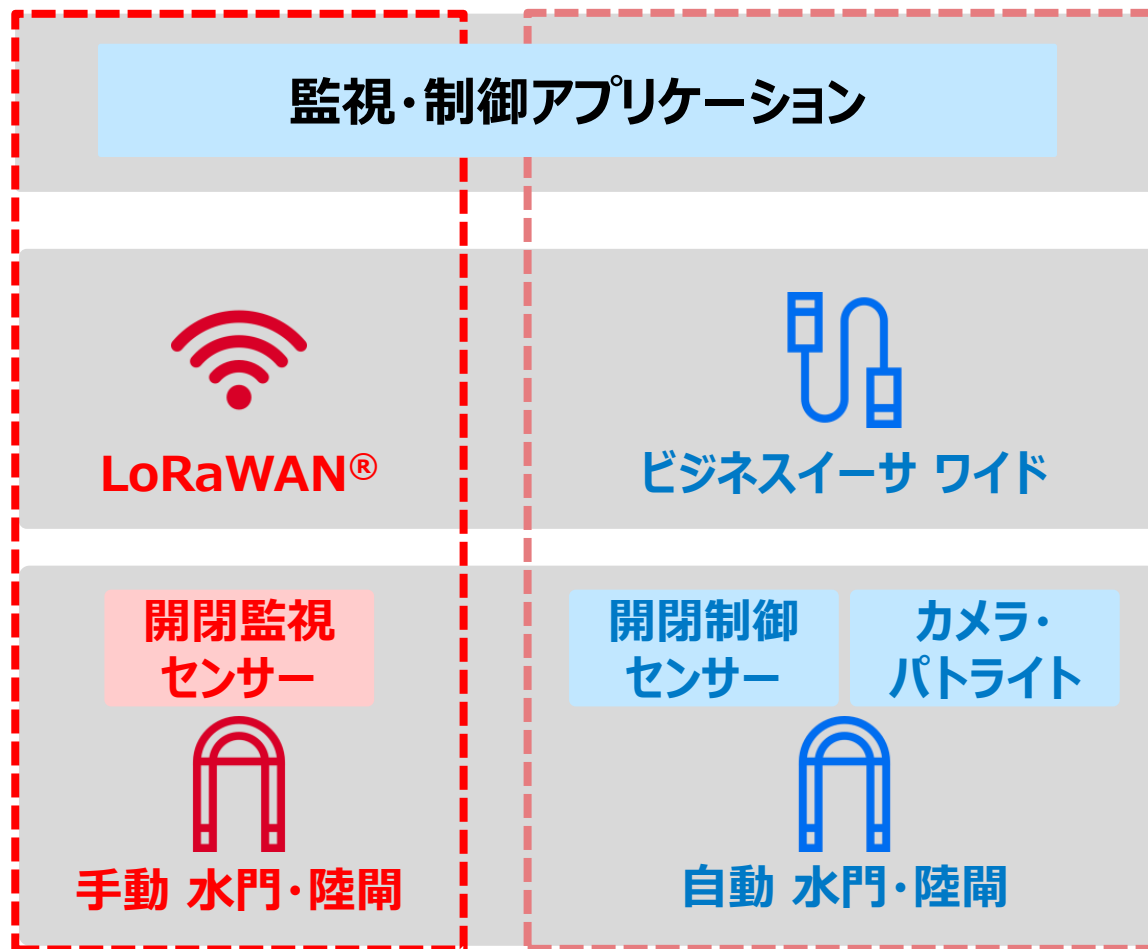 監視・制御アプリケーション
LoRaWAN®
ビジネスイーサ ワイド
開閉監視
センサー
開閉制御
センサー
カメラ・
パトライト
手動 水門・陸閘
自動 水門・陸閘